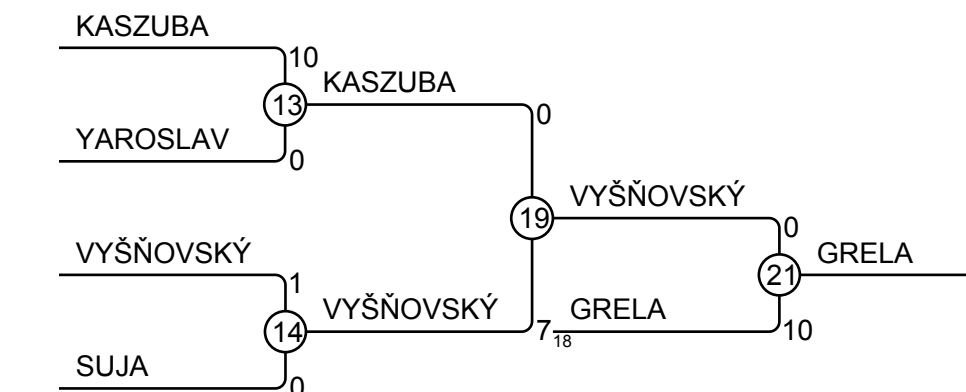 KASZUBA
10
KASZUBA
13
0
YAROSLAV
0
VYŠŇOVSKÝ
19
0
VYŠŇOVSKÝ
GRELA
1
21
VYŠŇOVSKÝ
GRELA
14
7
18
10
SUJA
0